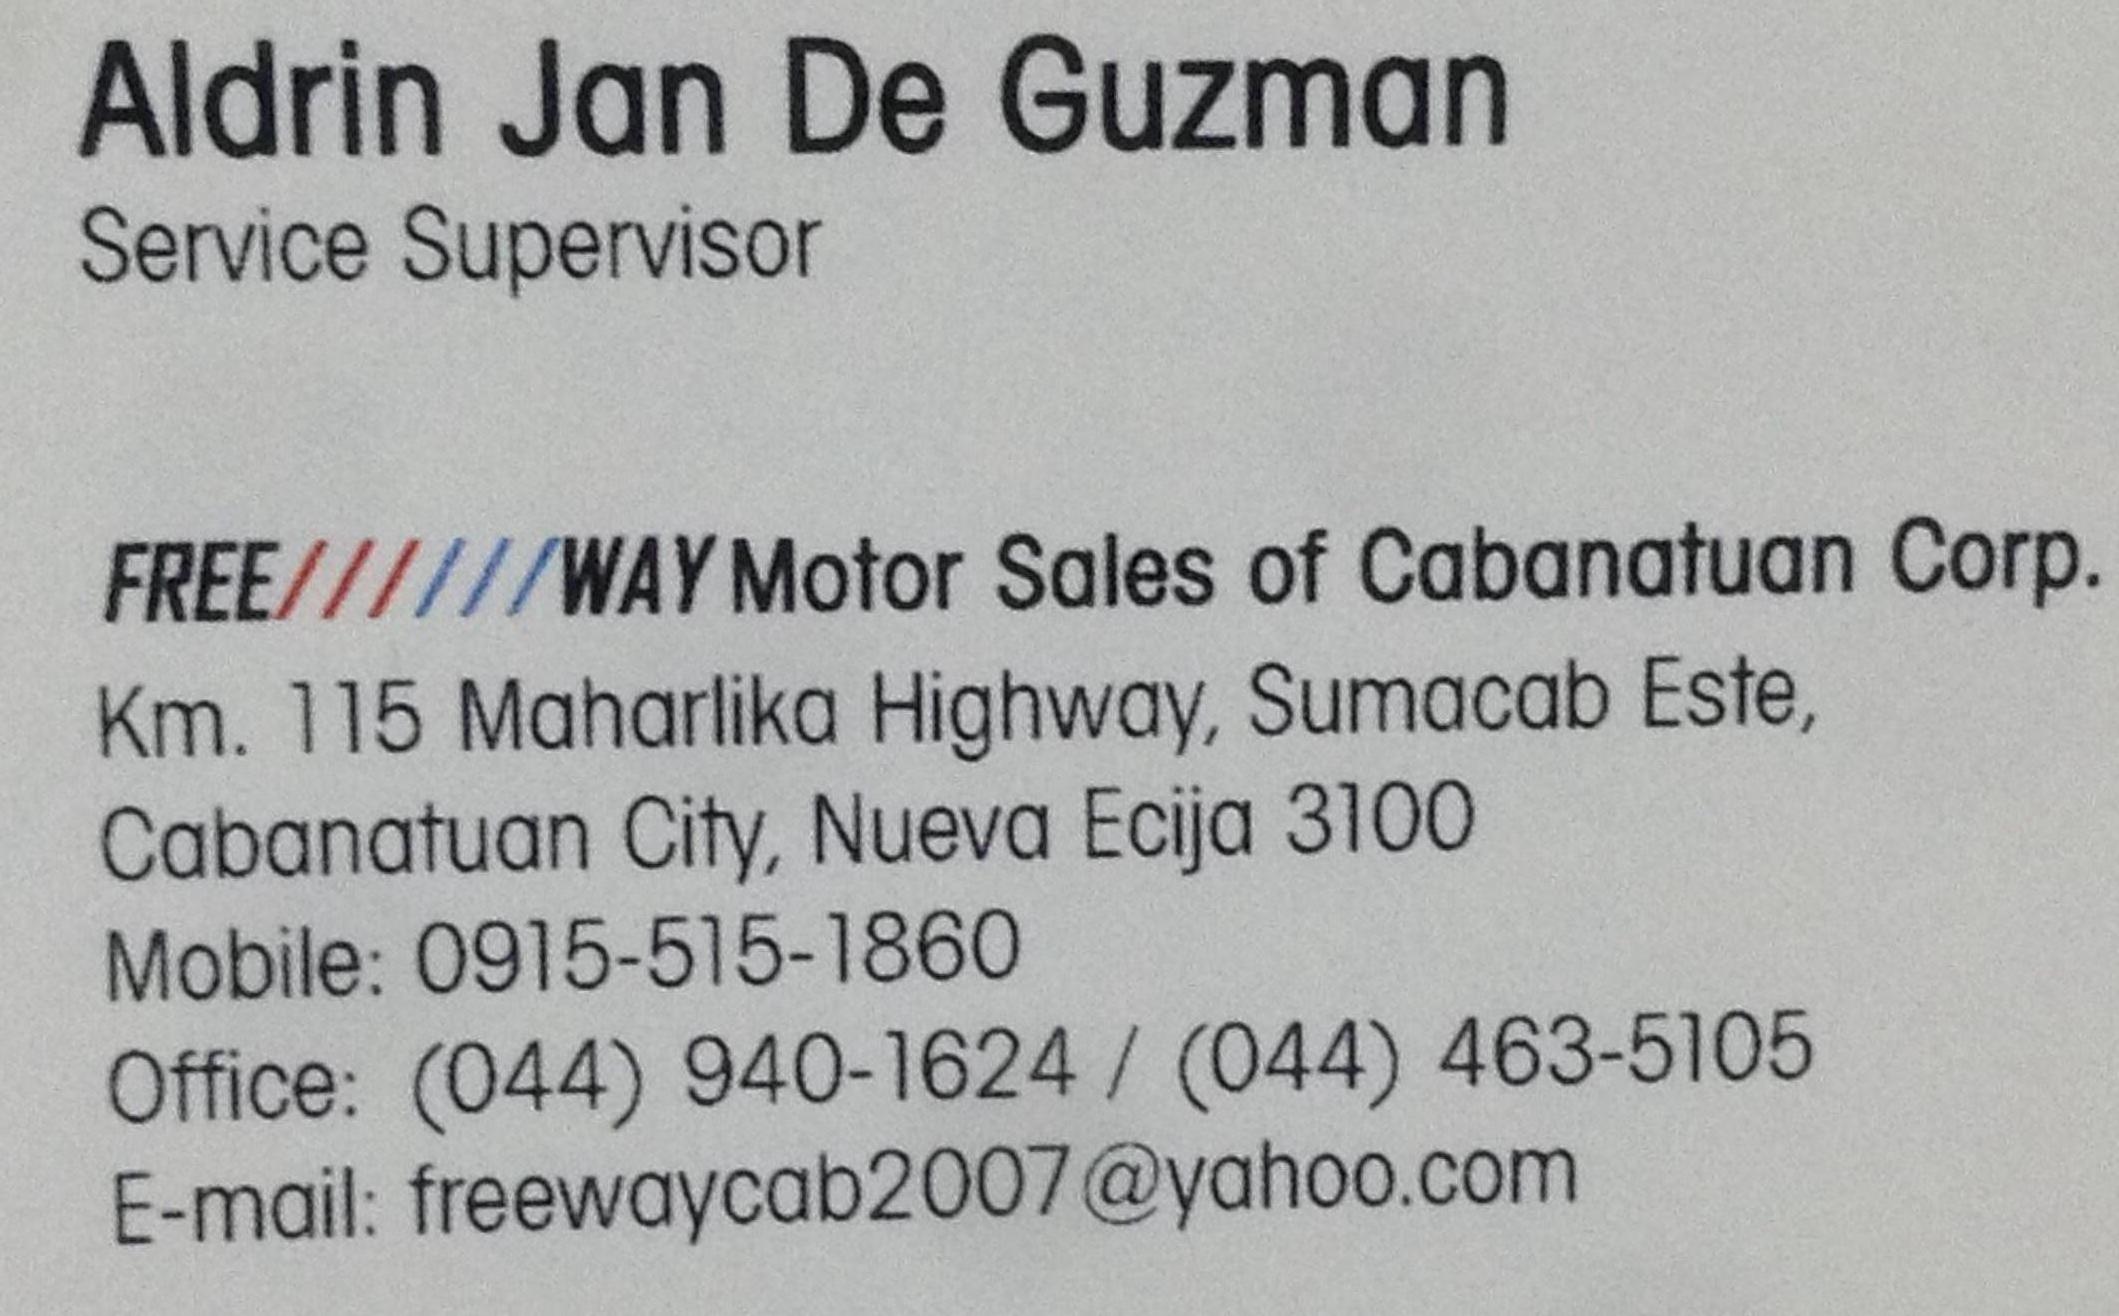 Aldrin Jan De Guzman
Service Supervisor
FREE//////WAY Motor Sales of Cabanatuan Corp.
Km. 115 Maharlika Highway, Sumacab Este,
Cabanatuan City, Nueva Ecija 3100
Mobile: 0915-515-1860
Office: (044) 940-1624 / (044) 463-5105
E-mail: freewaycab2007@yahoo.com